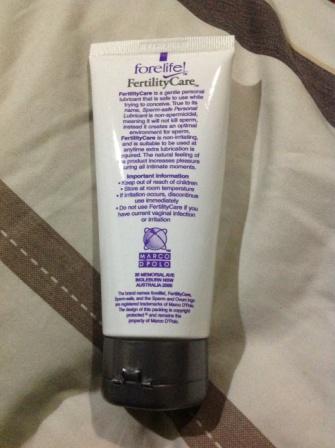 forelife!
FertilityCare™
FertilityCare is a gentle personal
lubricant that is safe to use while
trying to conceive. True to its
name, Sperm-safe Personal
Lubricant is non-spermicidal,
meaning it will not kill sperm,
instead it creates an optimal
environment for sperm.
FertilityCare is non-irritating,
and is suitable to be used at
anytime extra lubrication is
required. The natural feeling of
the product increases pleasure
during all intimate moments.
Important Information
• Keep out of reach of children
• Store at room temperature
• If irritation occurs, discontinue
use immediately
• Do not use FertilityCare if you
have current vaginal infection
or irritation
MARCO
D'POLO
MEMORIAL AVE
INGLEBURN NSW
AUSTRALIA
The brand names forelife!, FertilityCare,
Sperm-safe, and the Sperm and Ovum logo
are registered trademarks of Marco D'Polo.
The design of this packing is copyright
protected and remains the
property of Marco D'Polo.